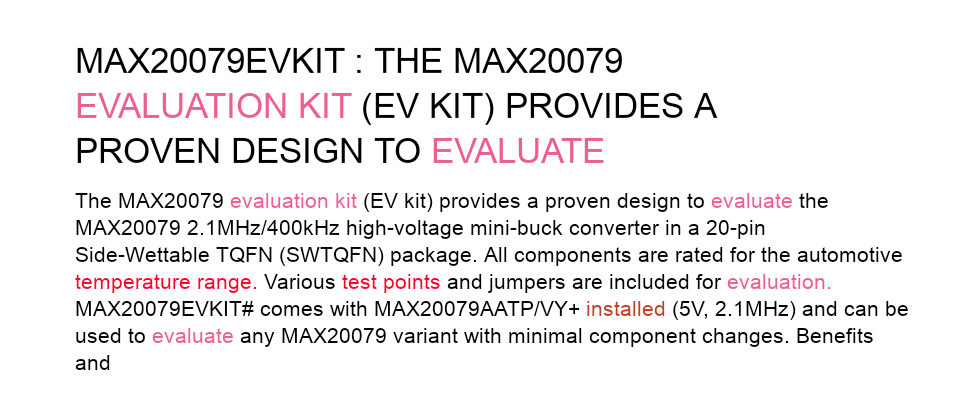 MAX20079EVKIT : THE MAX20079
EVALUATION KIT (EV KIT) PROVIDES A
PROVEN DESIGN TO EVALUATE
The MAX20079 evaluation kit (EV kit) provides a proven design to evaluate the
MAX20079 2.1MHz/400kHz high-voltage mini-buck converter in a 20-pin
Side-Wettable TQFN (SWTQFN) package. All components are rated for the automotive
temperature range. Various test points and jumpers are included for evaluation.
MAX20079EVKIT# comes with MAX20079AATP/VY+ installed (5V, 2.1MHz) and can be
used to evaluate any MAX20079 variant with minimal component changes. Benefits
and